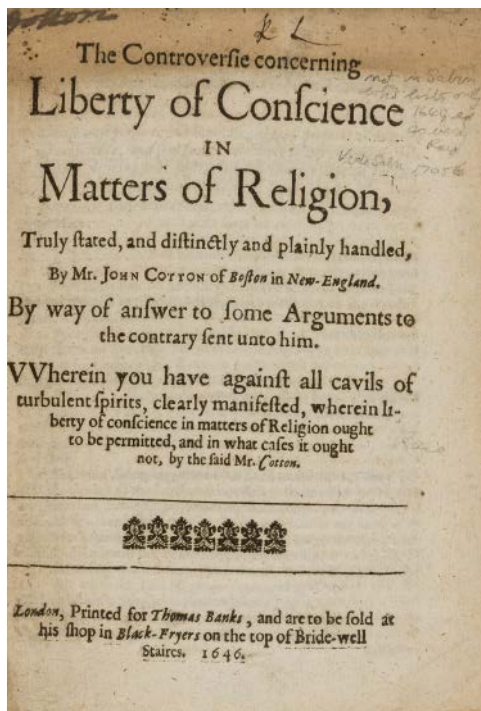 R L
The Controverſie concerning
Liberty of Conſcience
IN
Matters of Religion,
Truly ſtated, and diſtinctly and plainly handled,
By Mr. JOHN COTTON of Boſton in New-England.
By way of anſwer to ſome Arguments to
the contrary ſent unto him.
VVherein you have againſt all cavils of
turbulent ſpirits, clearly manifeſted, wherein li-
berty of conſcience in matters of Religion ought
to be permitted, and in what caſes it ought
not, by the ſaid Mr. Cotton.
London, Printed for Thomas Banks, and are to be ſold at
his ſhop in Black-Fryers on the top of Bride-well
Staires. 1646.